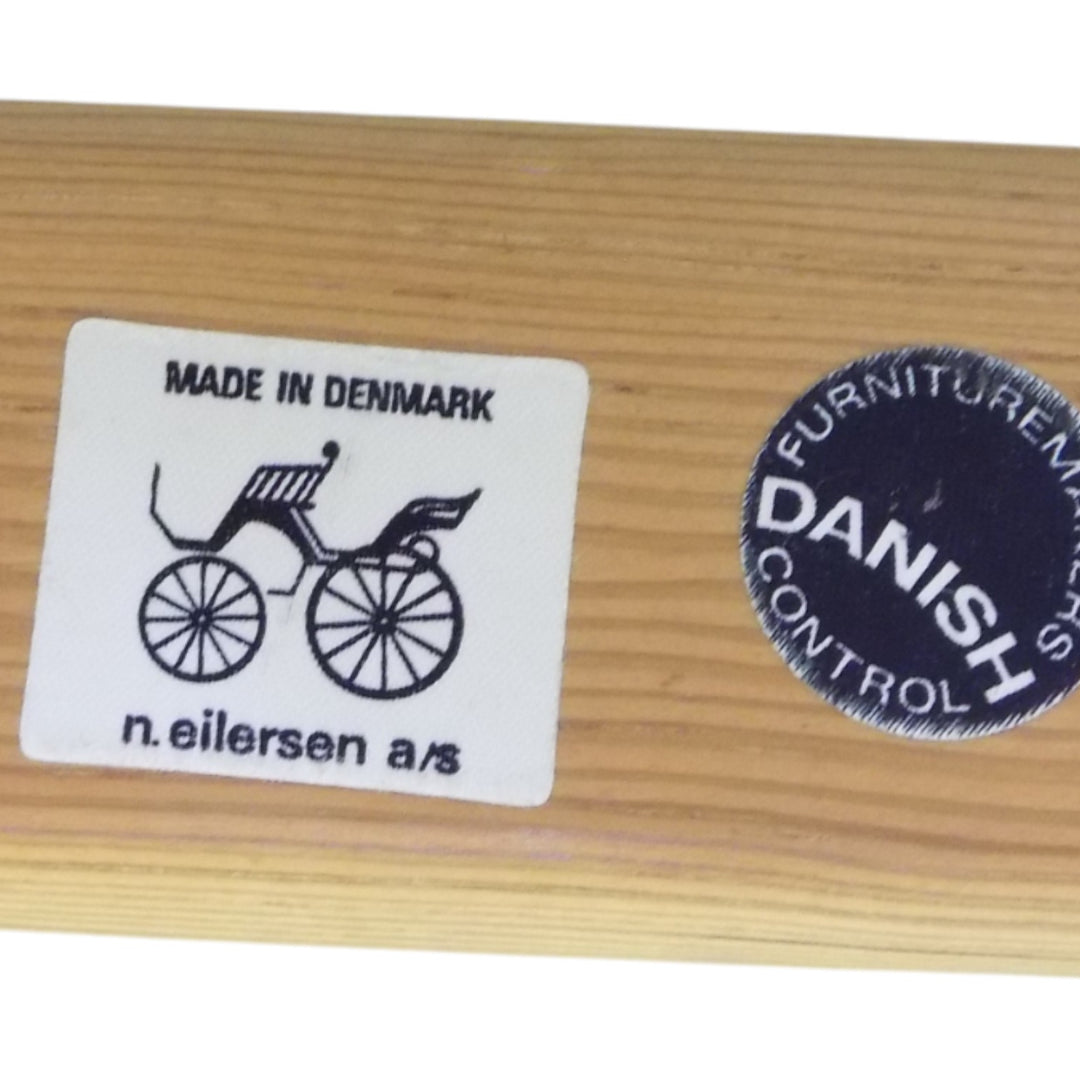 MADE IN DENMARK
n. eilersen a/s
FURNITUREMAKERS
DANISH
CONTROL